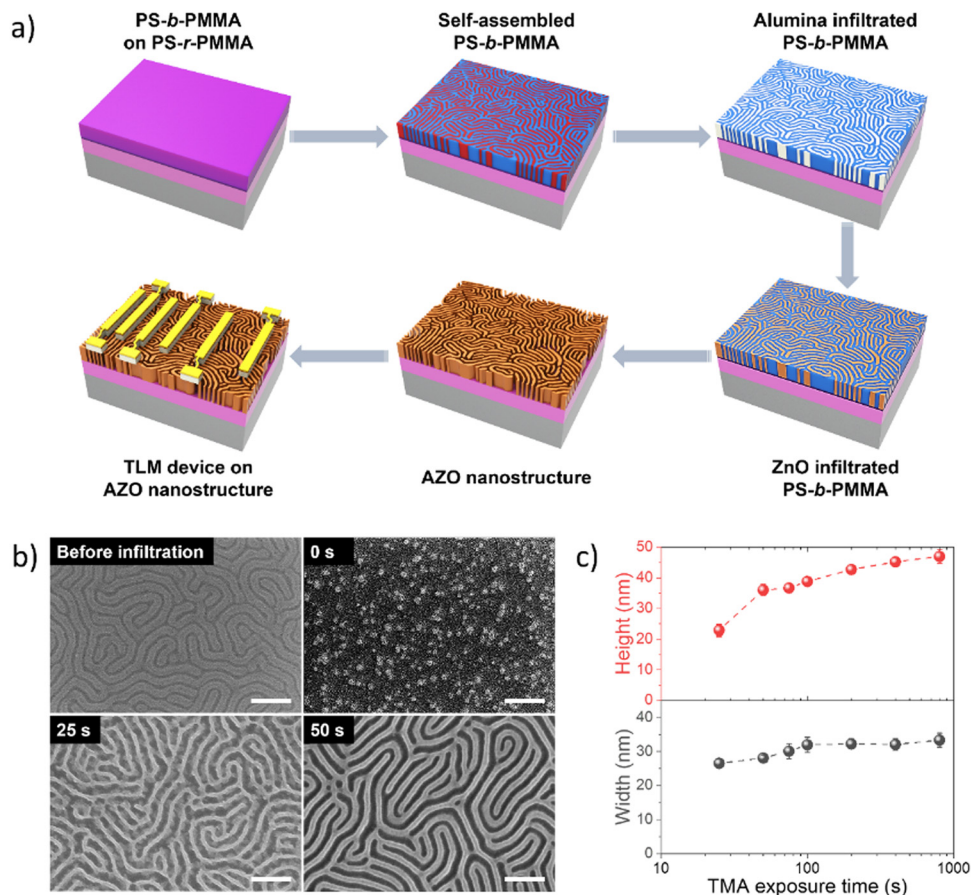 a)
PS-b-PMMA
on PS-r-PMMA
Self-assembled
PS-b-PMMA
Alumina infiltrated
PS-b-PMMA
TLM device on
AZO nanostructure
AZO nanostructure
ZnO infiltrated
PS-b-PMMA
b)
Before infiltration
0 s
25 s
50 s
c)
50
40
30
20
10
0
Height (nm)
30
20
10
0
Width (nm)
10
100
1000
TMA exposure time (s)